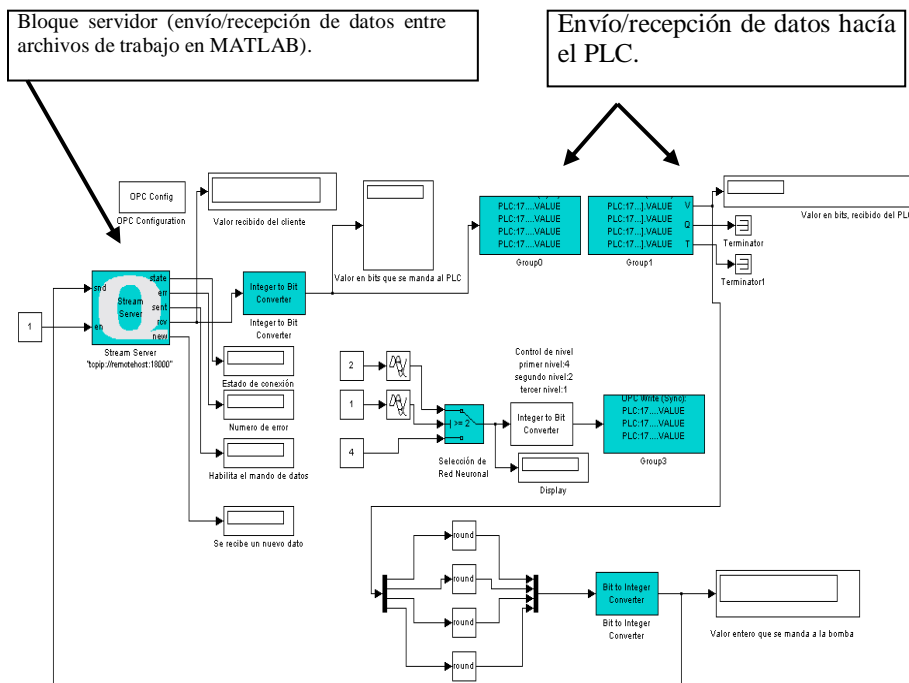 Bloque servidor (envío/recepción de datos entre
archivos de trabajo en MATLAB).
Envío/recepción de datos hacía
el PLC.
OPC Config
OPC Configuration
Valor recibido del cliente
Valor en bits que se manda al PLC
PLC:17....VALUE
PLC:17....VALUE
PLC:17....VALUE
PLC:17....VALUE
Group0
PLC:17...].VALUE
PLC:17...].VALUE
PLC:17...].VALUE
PLC:17...].VALUE
V
Q
T
Group1
Valor en bits, recibido del PL
Terminator
Terminator1
1
snd
en
Stream
Server
state
err
sent
rcv
new
Stream Server
"tcpip://remotehost:18000"
Integer to Bit
Converter
Integer to Bit
Converter
Estado de conexión
Numero de error
Habilita el mando de datos
Se recibe un nuevo dato
2
1
4
>= 2
Selección de
Red Neuronal
Control de nivel
primer nivel:4
segundo nivel:2
tercer nivel:1
Integer to Bit
Converter
Display
OPC Write (Sync):
PLC:17....VALUE
PLC:17....VALUE
PLC:17....VALUE
Group3
round
round
round
round
Bit to Integer
Converter
Bit to Integer
Converter
Valor entero que se manda a la bomba